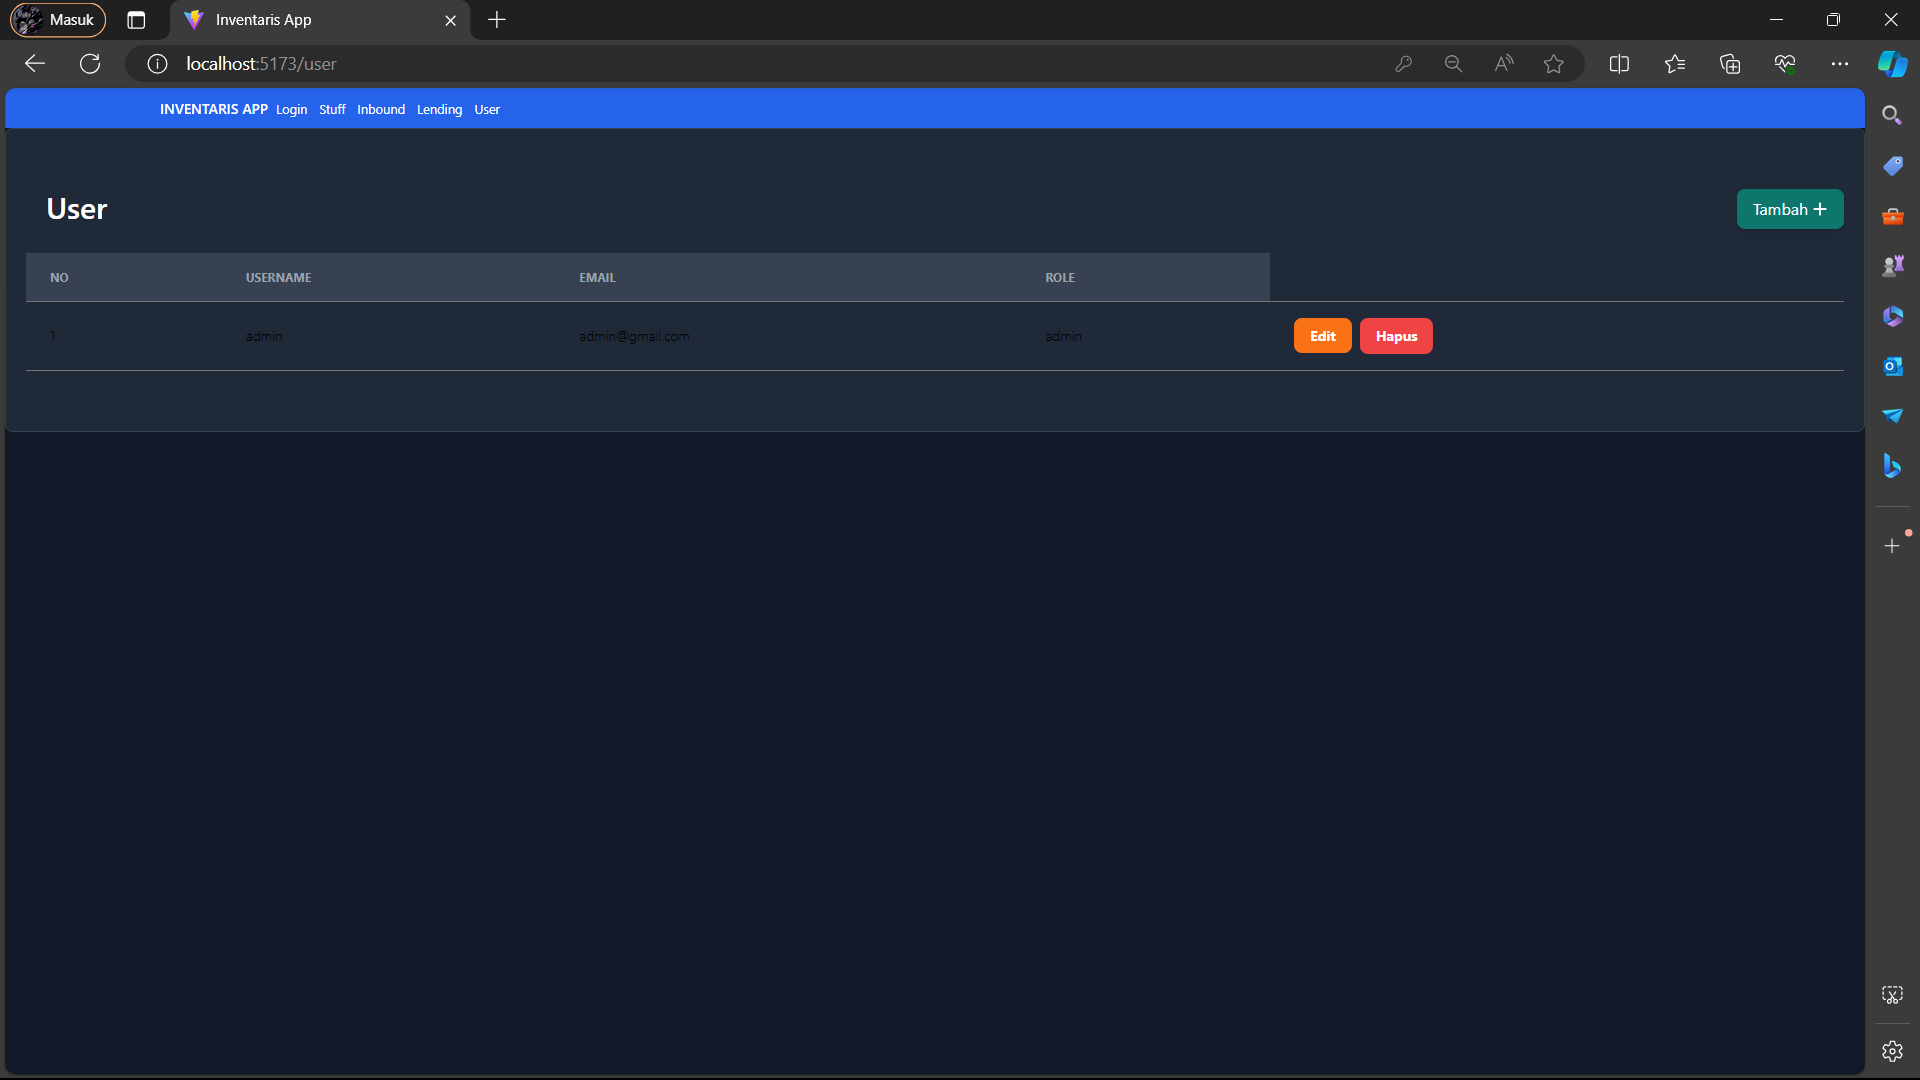 Masuk
Inventaris App
localhost:5173/user
INVENTARIS APP Login Stuff Inbound Lending User
User
Tambah +
NO USERNAME EMAIL ROLE
1 admin admin@gmail.com admin Edit Hapus